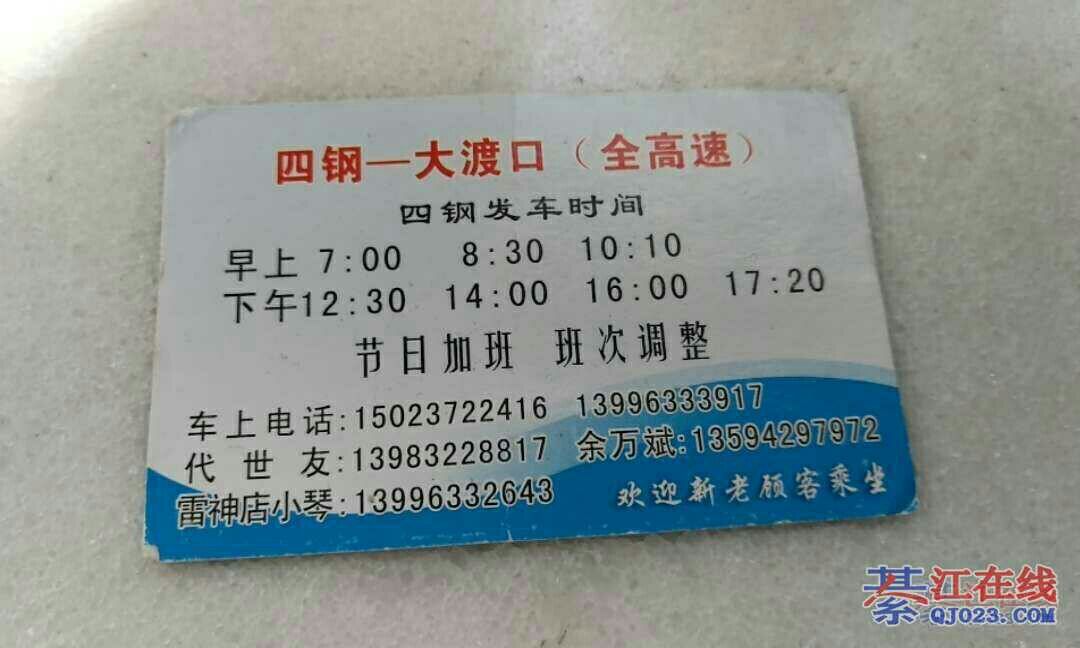 四钢—大渡口（全高速）
四钢发车时间
早上 7:00 8:30 10:10
下午12:30 14:00 16:00 17:20
节日加班 班次调整
车上电话:15023722416 13996333917
代世友:13983228817 余万斌:13594297972
雷神店小琴:13996332643 欢迎新老顾客乘坐
綦江在线
QJ023.COM